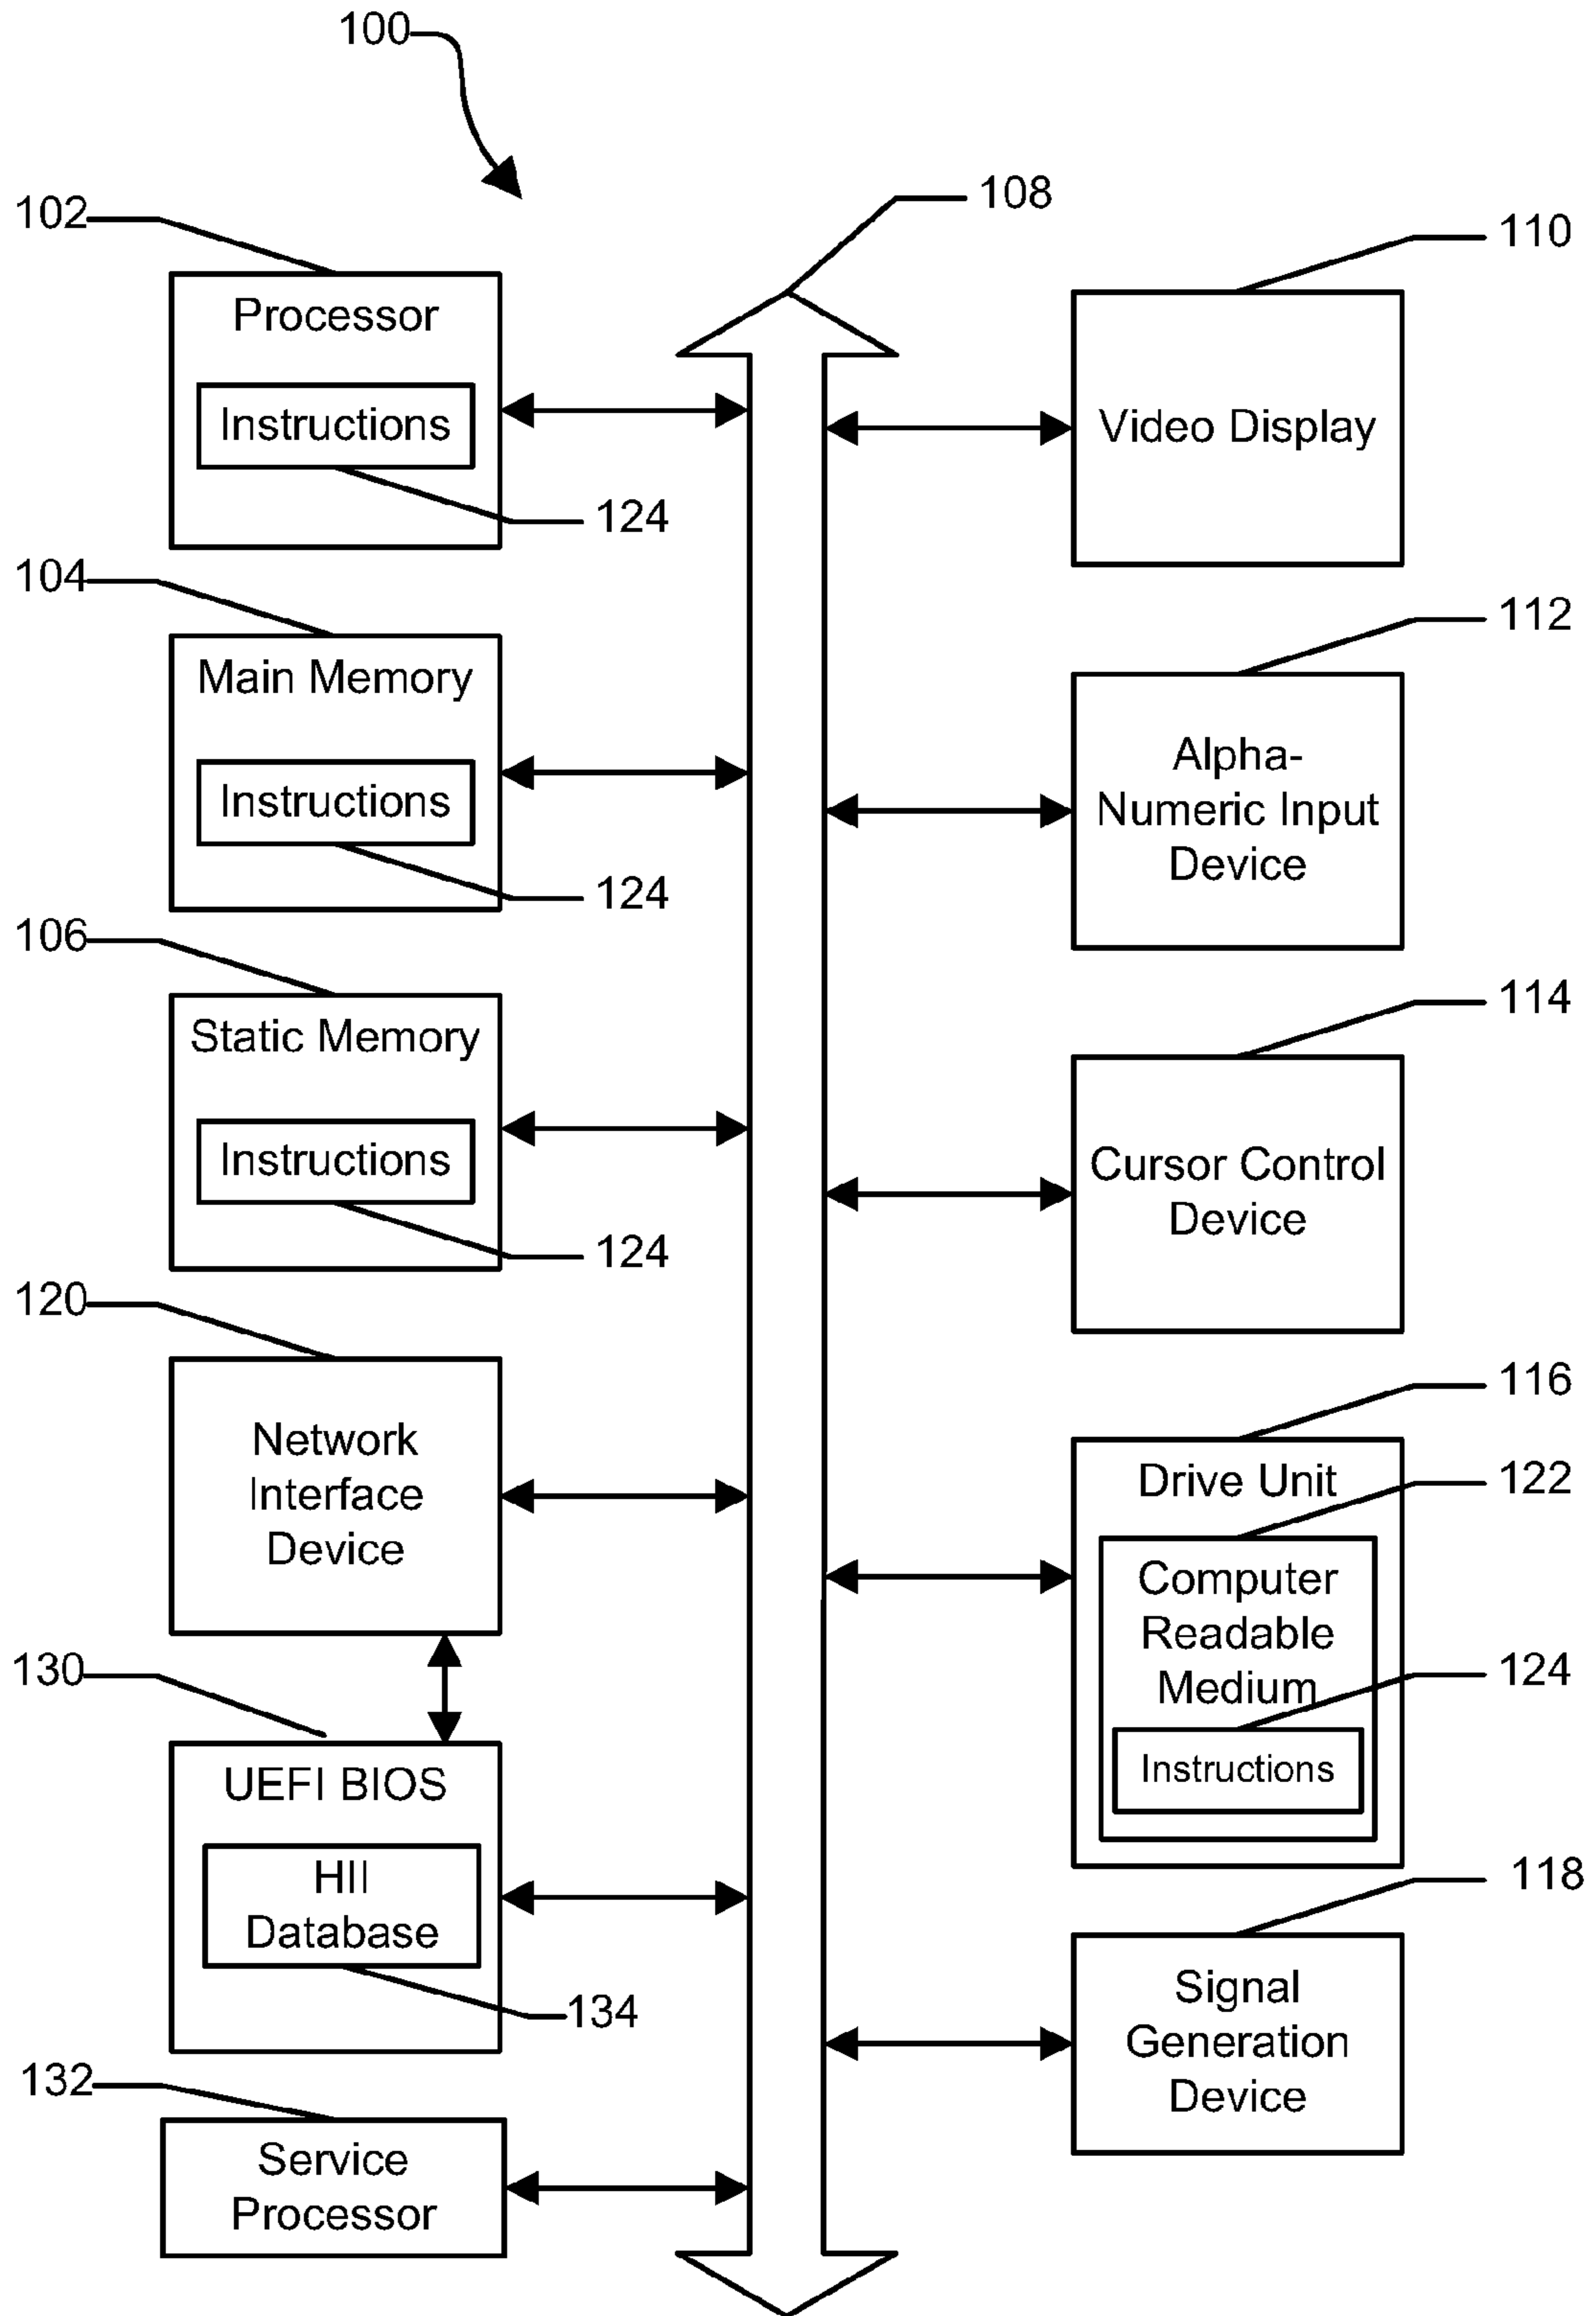 100
108
102
Processor
Instructions
124
104
Main Memory
Instructions
124
106
Static Memory
Instructions
124
120
Network
Interface
Device
130
UEFI BIOS
HII
Database
134
132
Service
Processor
110
Video Display
112
Alpha-
Numeric Input
Device
114
Cursor Control
Device
116
Drive Unit
122
Computer
Readable
Medium
124
Instructions
118
Signal
Generation
Device